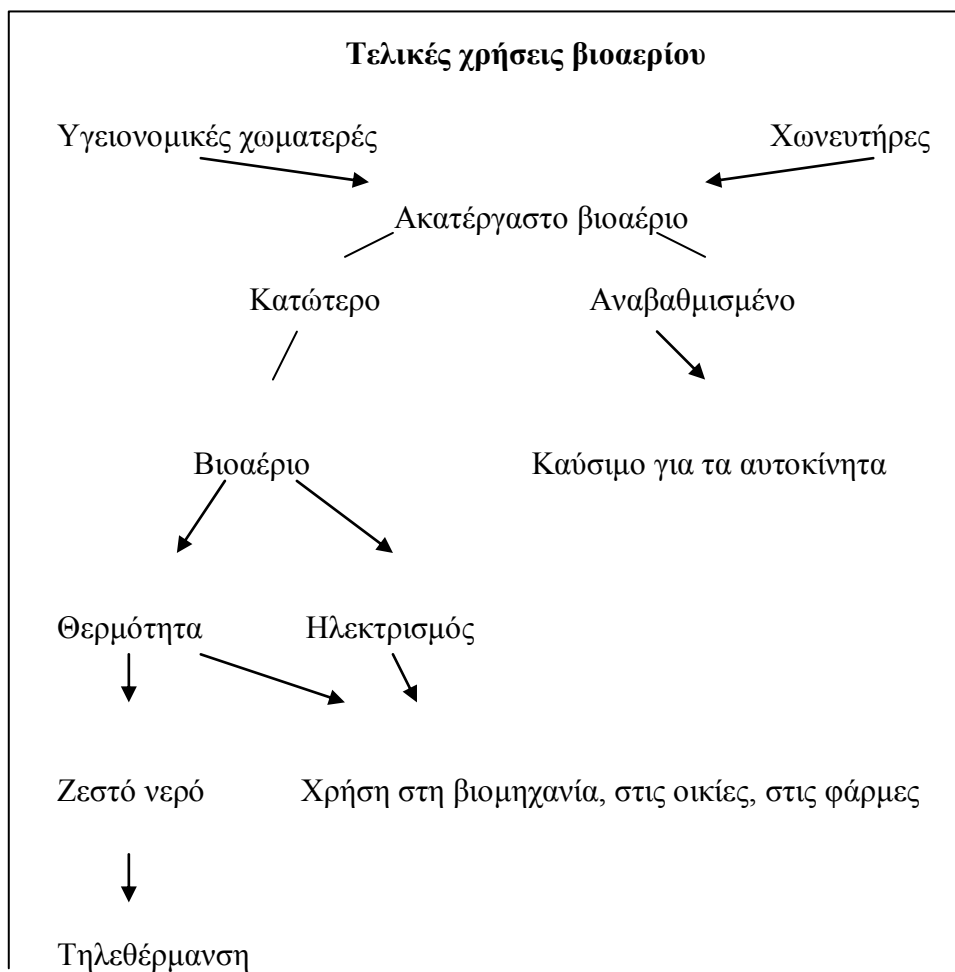 Τελικές χρήσεις βιοαερίου
Υγειονομικές χωματερές Χωνευτήρες
Ακατέργαστο βιοαέριο
Κατώτερο Αναβαθμισμένο
Βιοαέριο Καύσιμο για τα αυτοκίνητα
Θερμότητα Ηλεκτρισμός
Ζεστό νερό Χρήση στη βιομηχανία, στις οικίες, στις φάρμες
Τηλεθέρμανση